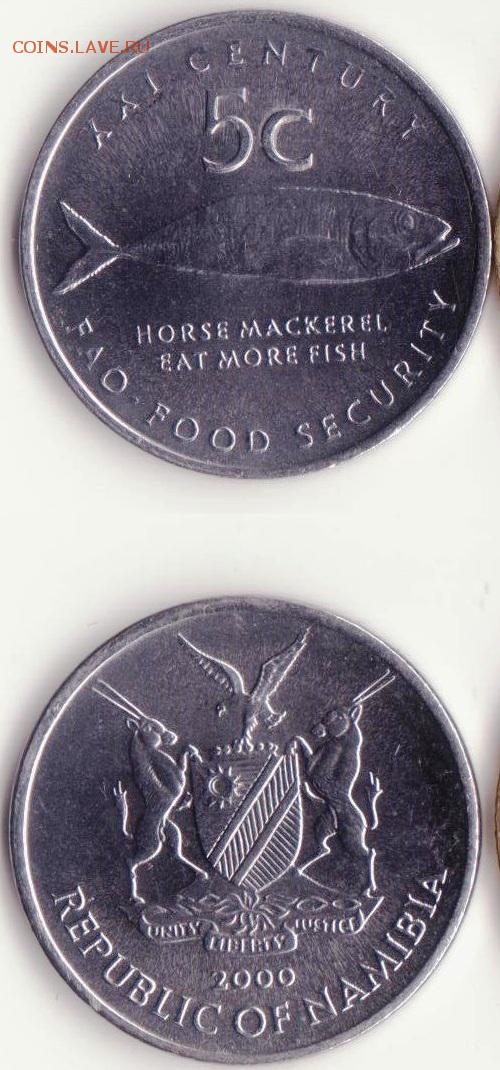 COINS.LAVE.RU
XXI CENTURY
5c
HORSE MACKEREL
EAT MORE FISH
FAO-FOOD SECURITY
UNITY LIBERTY JUSTICE
2000
REPUBLIC OF NAMIBIA